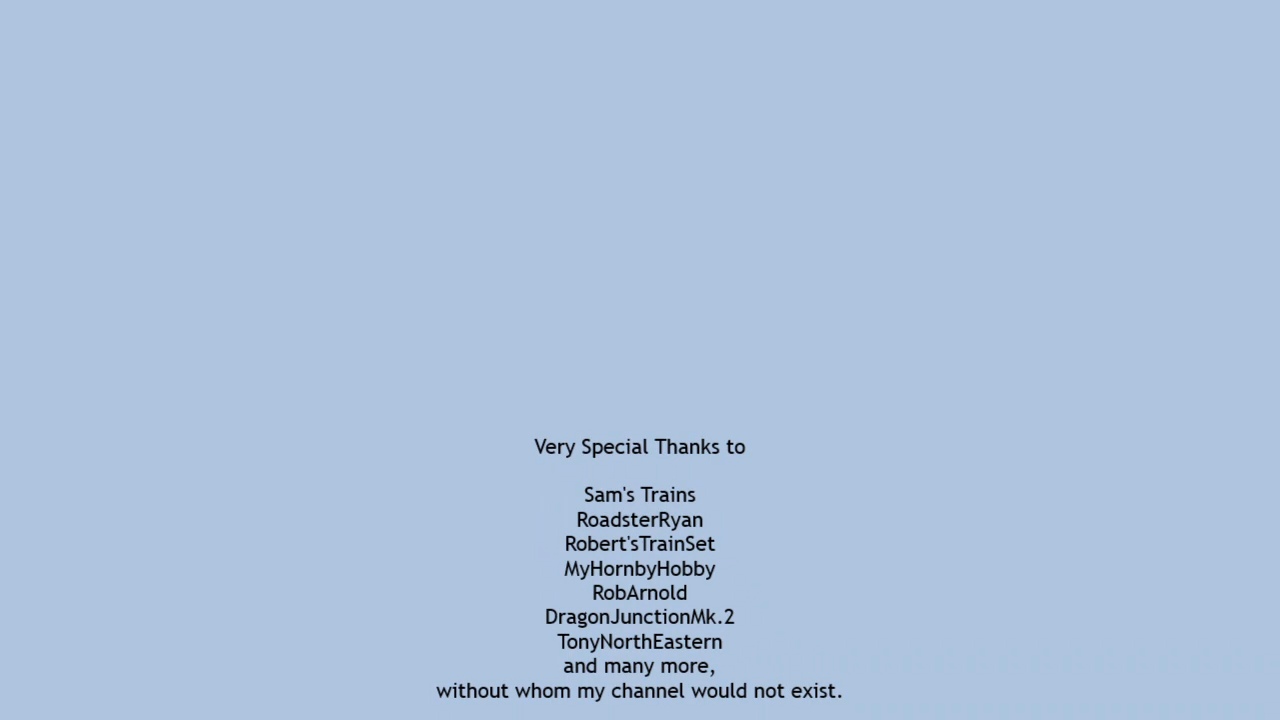 Very Special Thanks to
Sam's Trains
RoadsterRyan
Robert'sTrainSet
MyHornbyHobby
RobArnold
DragonJunctionMk.2
TonyNorthEastern
and many more,
without whom my channel would not exist.